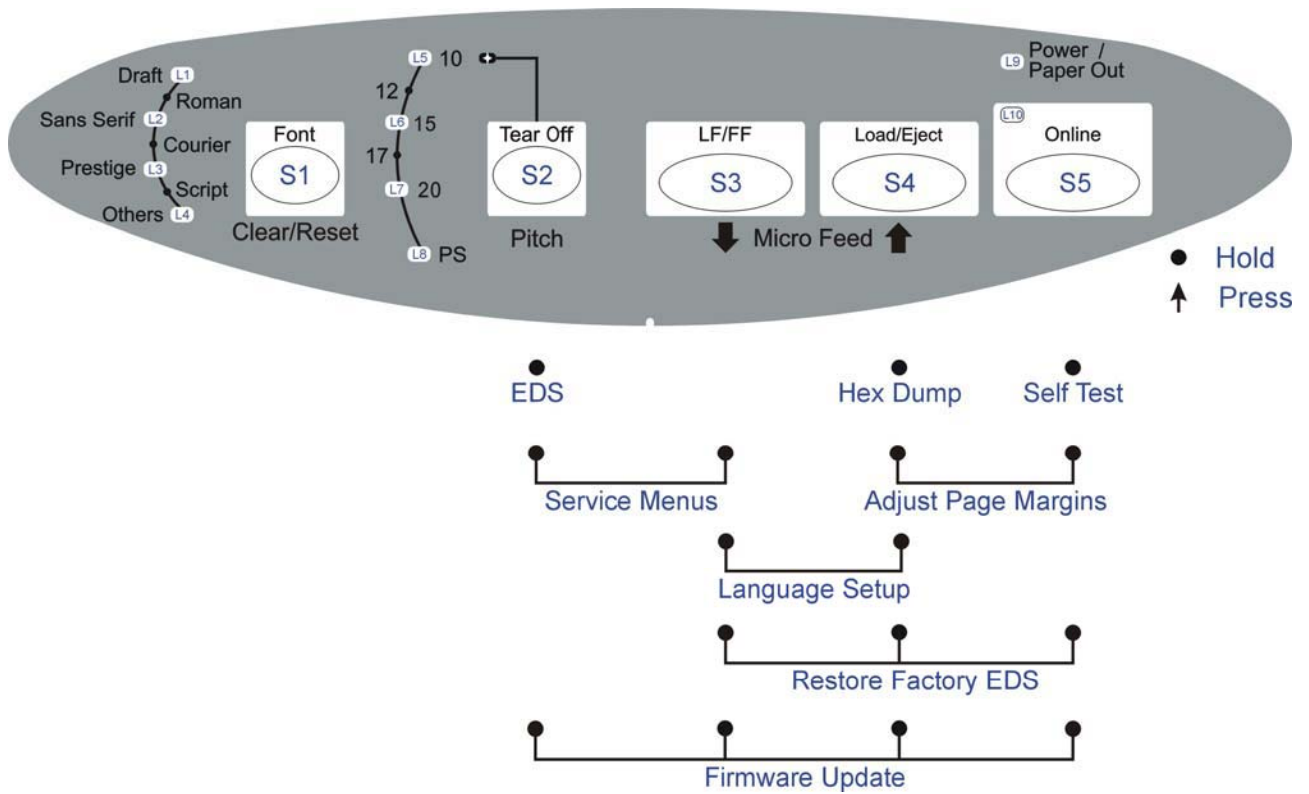 Draft L1
Roman
Sans Serif L2
Courier
Prestige L3
Script
Others L4
Font
S1
Clear/Reset
L5 10
12
L6 15
17
L7 20
L8 PS
Tear Off
S2
Pitch
LF/FF
S3
Load/Eject
S4
Micro Feed
L9 Power /
Paper Out
L10
Online
S5
Hold
Press
EDS
Hex Dump
Self Test
Service Menus
Adjust Page Margins
Language Setup
Restore Factory EDS
Firmware Update